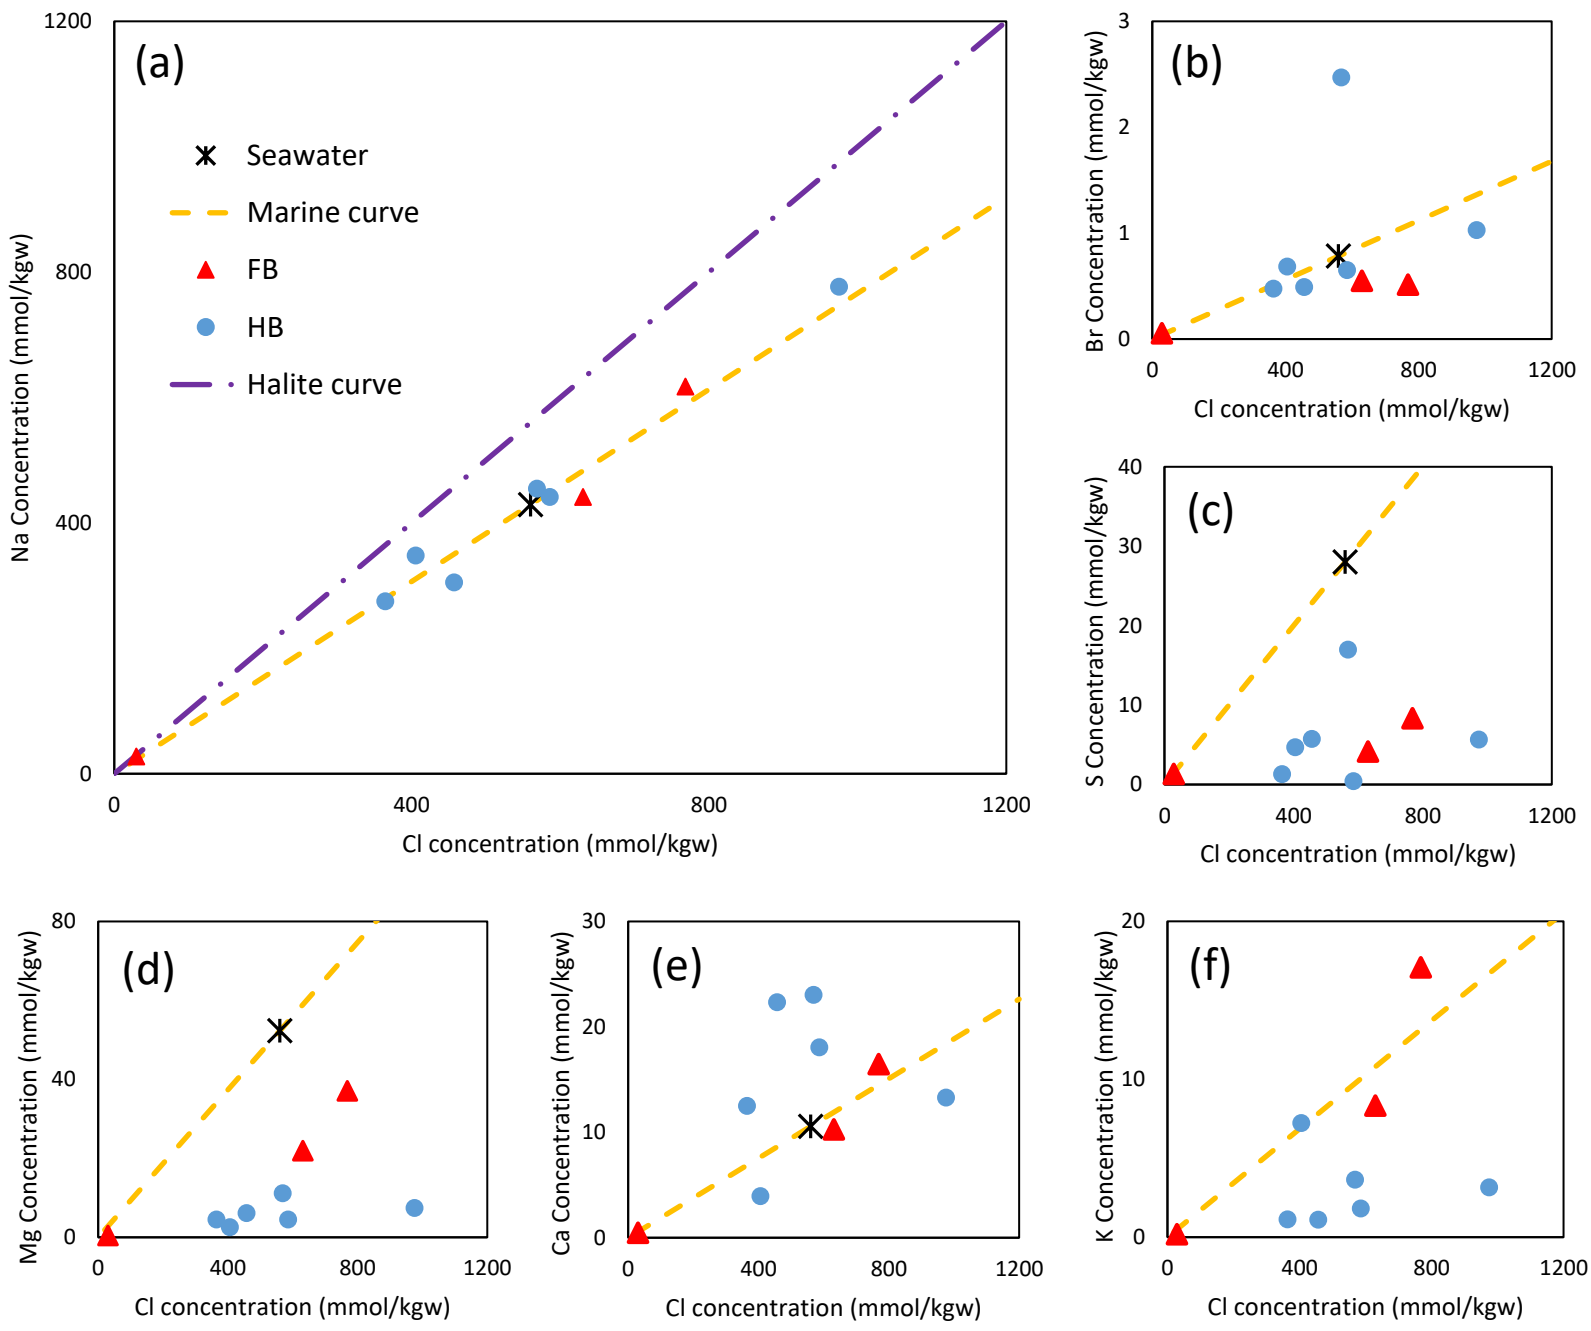 (a)
1200
800
400
0
0
400
800
1200
Na Concentration (mmol/kgw)
Cl concentration (mmol/kgw)
Seawater
Marine curve
FB
HB
Halite curve
(b)
3
2
1
0
0
400
800
1200
Br Concentration (mmol/kgw)
Cl concentration (mmol/kgw)
(c)
40
30
20
10
0
0
400
800
1200
S Concentration (mmol/kgw)
Cl concentration (mmol/kgw)
(d)
80
40
0
0
400
800
1200
Mg Concentration (mmol/kgw)
Cl concentration (mmol/kgw)
(e)
30
20
10
0
0
400
800
1200
Ca Concentration (mmol/kgw)
Cl concentration (mmol/kgw)
(f)
20
10
0
0
400
800
1200
K Concentration (mmol/kgw)
Cl concentration (mmol/kgw)